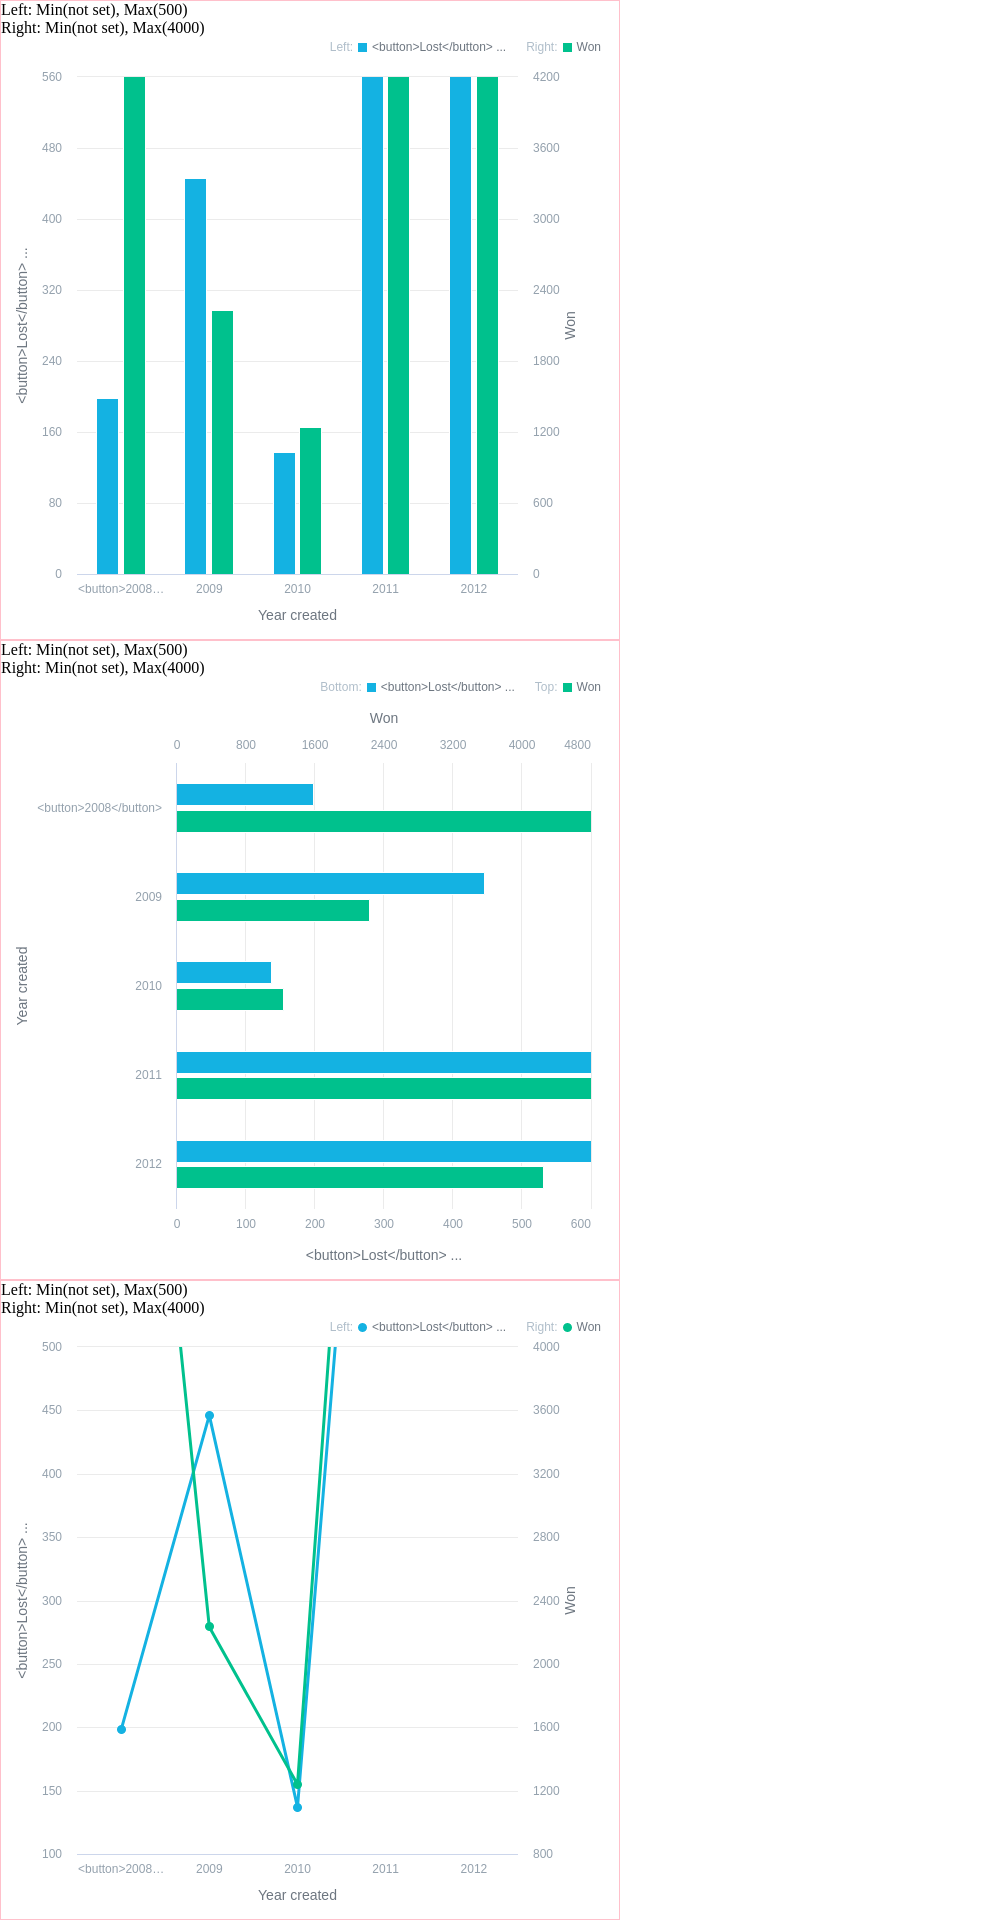 Left: Min(not set), Max(500)
Right: Min(not set), Max(4000)
Left: <button>Lost</button> ... Right: Won
560 4200
480 3600
400 3000
320 2400
240 1800
160 1200
80 600
0 0
<button>Lost</button> ...
Won
<button>2008… 2009 2010 2011 2012
Year created
Left: Min(not set), Max(500)
Right: Min(not set), Max(4000)
Bottom: <button>Lost</button> ... Top: Won
Won
0 800 1600 2400 3200 4000 4800
<button>2008</button>
2009
2010
2011
2012
Year created
0 100 200 300 400 500 600
<button>Lost</button> ...
Left: Min(not set), Max(500)
Right: Min(not set), Max(4000)
Left: <button>Lost</button> ... Right: Won
500 4000
450 3600
400 3200
350 2800
300 2400
250 2000
200 1600
150 1200
100 800
<button>Lost</button> ...
Won
<button>2008… 2009 2010 2011 2012
Year created